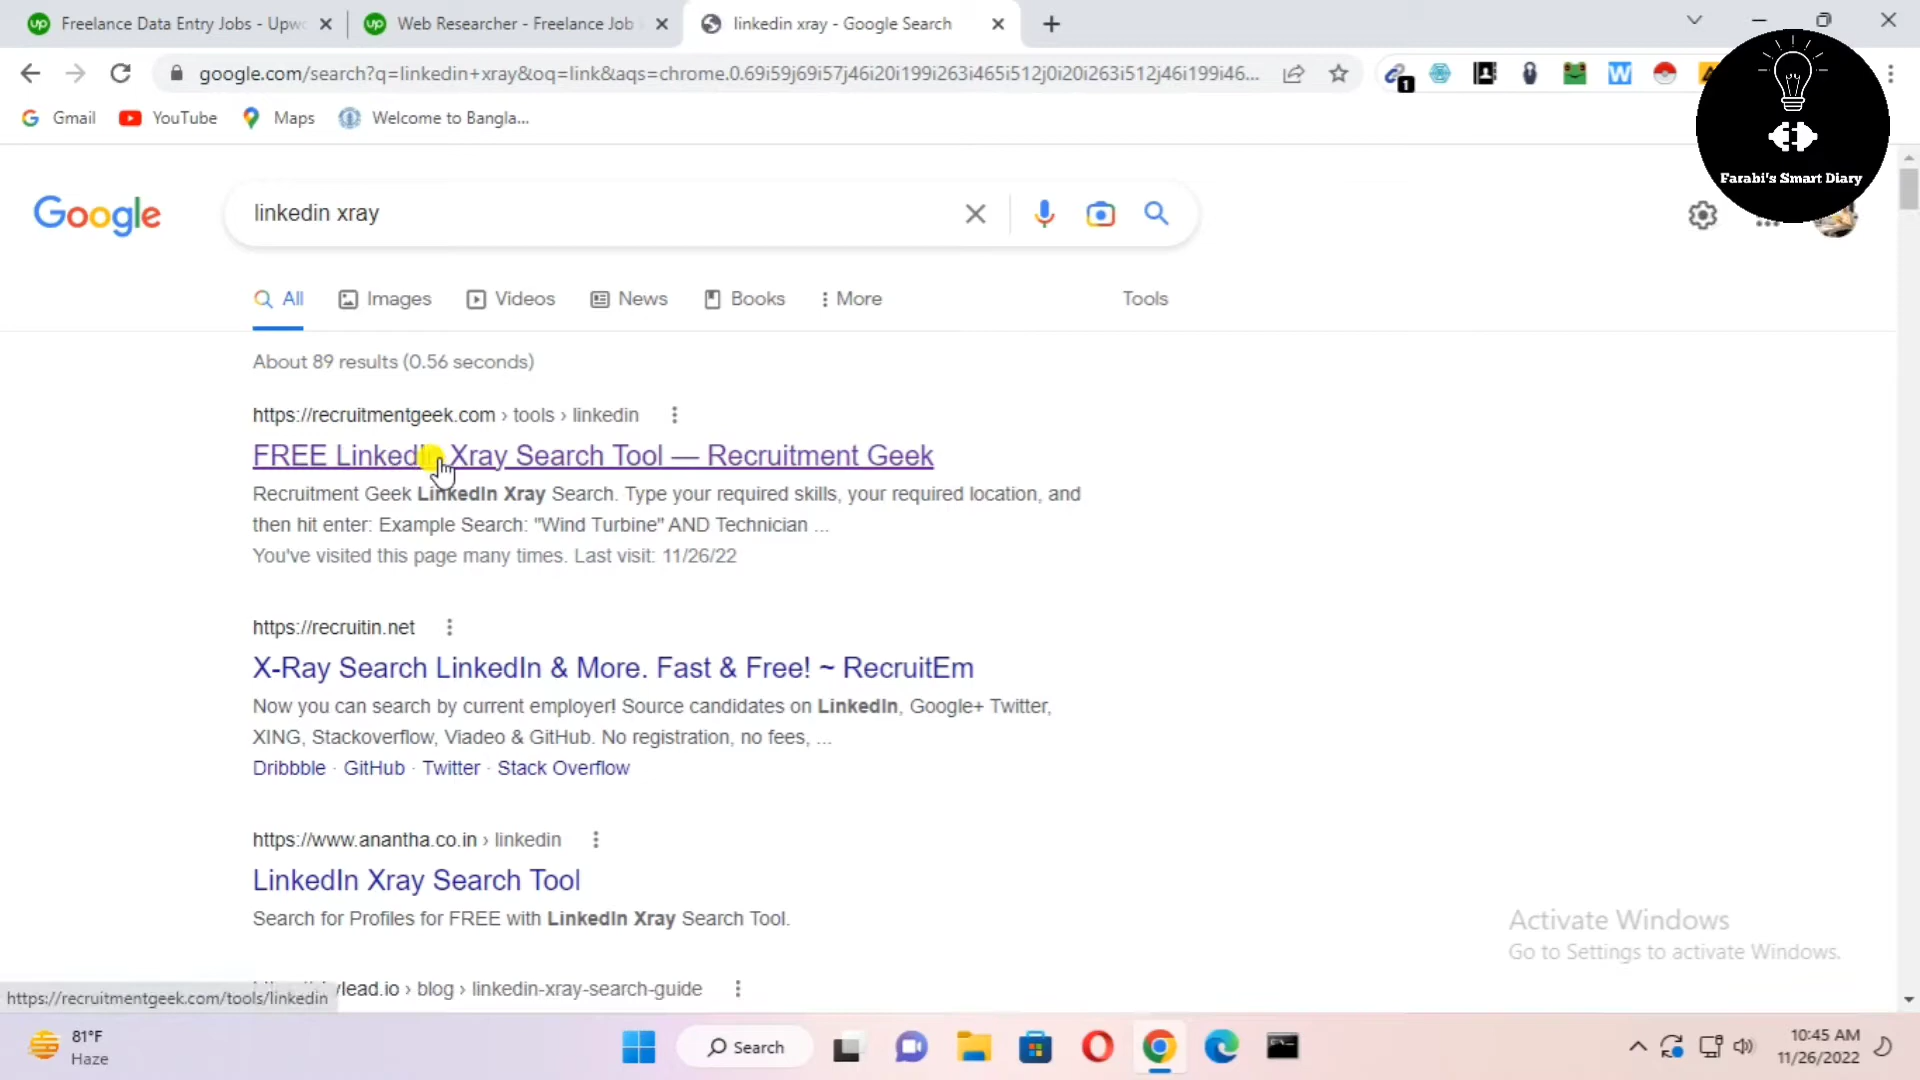 Freelance Data Entry Jobs - Upw
Web Researcher - Freelance Job
linkedin xray - Google Search
google.com/search?q=linkedin+xray&oq=link&aqs=chrome.0.69i59j69i57j46i20i199i263i465i512j0i20i263i512j46i199i46...
1
W
Gmail
YouTube
Maps
Welcome to Bangla...
Farabi's Smart Diary
Google
linkedin xray
All
Images
Videos
News
Books
More
Tools
About 89 results (0.56 seconds)
https://recruitmentgeek.com › tools › linkedin
FREE LinkedIn Xray Search Tool — Recruitment Geek
Recruitment Geek LinkedIn Xray Search. Type your required skills, your required location, and
then hit enter: Example Search: "Wind Turbine" AND Technician ...
You've visited this page many times. Last visit: 11/26/22
https://recruitin.net
X-Ray Search LinkedIn & More. Fast & Free! ~ RecruitEm
Now you can search by current employer! Source candidates on LinkedIn, Google+ Twitter,
XING, Stackoverflow, Viadeo & GitHub. No registration, no fees, ...
Dribbble · GitHub · Twitter · Stack Overflow
https://www.anantha.co.in › linkedin
LinkedIn Xray Search Tool
Search for Profiles for FREE with LinkedIn Xray Search Tool.
Activate Windows
Go to Settings to activate Windows.
https://recruitmentgeek.com/tools/linkedin
ylead.io › blog › linkedin-xray-search-guide
81°F
Haze
Search
10:45 AM
11/26/2022